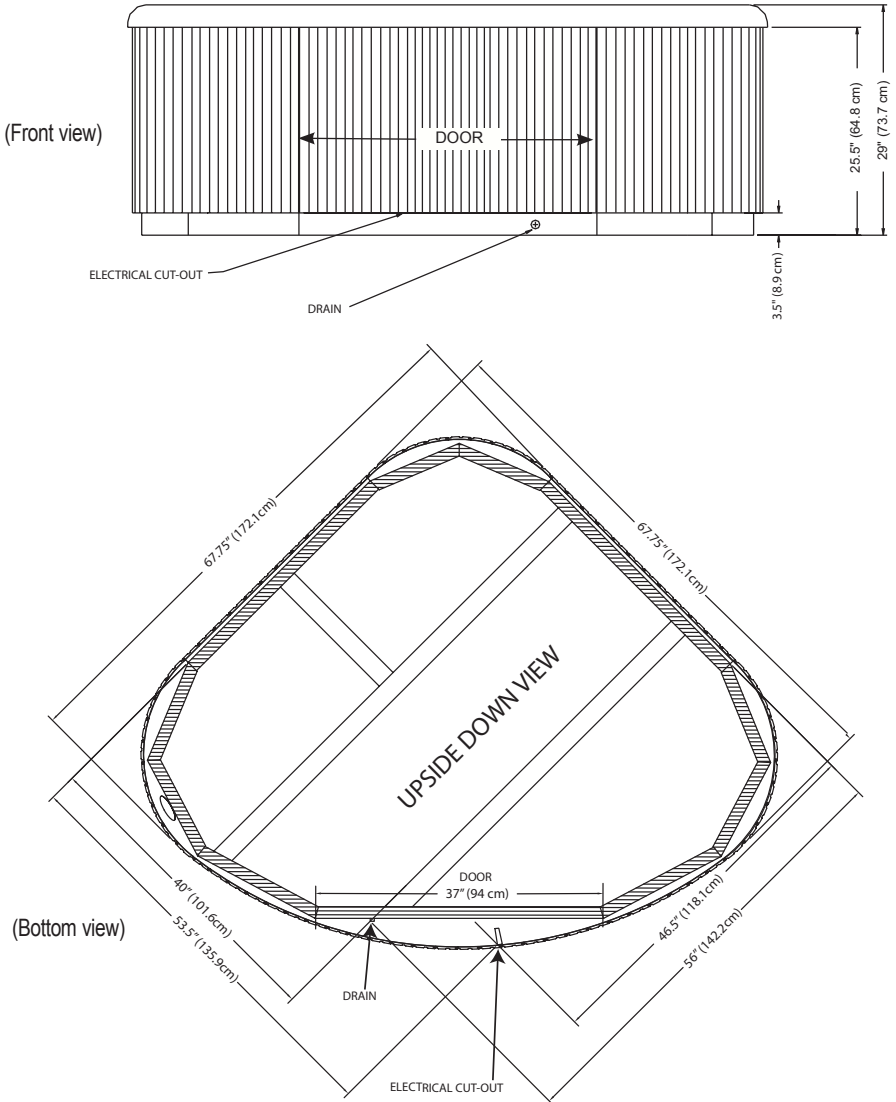 (Front view)
DOOR
25.5" (64.8 cm)
29" (73.7 cm)
3.5" (8.9 cm)
ELECTRICAL CUT-OUT
DRAIN
67.75" (172.1cm)
67.75" (172.1cm)
UPSIDE DOWN VIEW
DOOR
37" (94 cm)
40" (101.6cm)
53.5" (135.9cm)
46.5" (118.1cm)
56" (142.2cm)
(Bottom view)
DRAIN
ELECTRICAL CUT-OUT